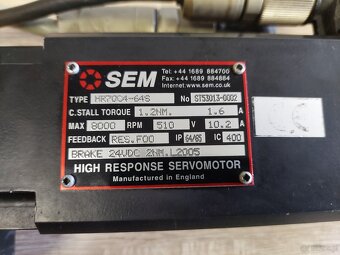 SEM
Tel:+44 1689 884700
Fax:+44 1689 884884
Internet:www.sem.co.uk
TYPE HR70C4-64S No ST53013-0002
C.STALL TORQUE 1.2NM. 1.6 A
MAX 8000 RPM 510 V 10.2 A
FEEDBACK RES.F00 IP 64/65 IC 400
BRAKE 24VDC 2NM.L2005
HIGH RESPONSE SERVOMOTOR
Manufactured in England